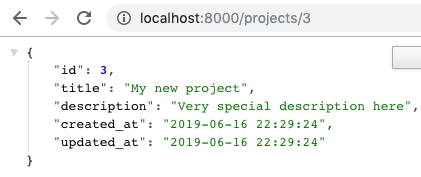 localhost:8000/projects/3
{
"id": 3,
"title": "My new project",
"description": "Very special description here",
"created_at": "2019-06-16 22:29:24",
"updated_at": "2019-06-16 22:29:24"
}